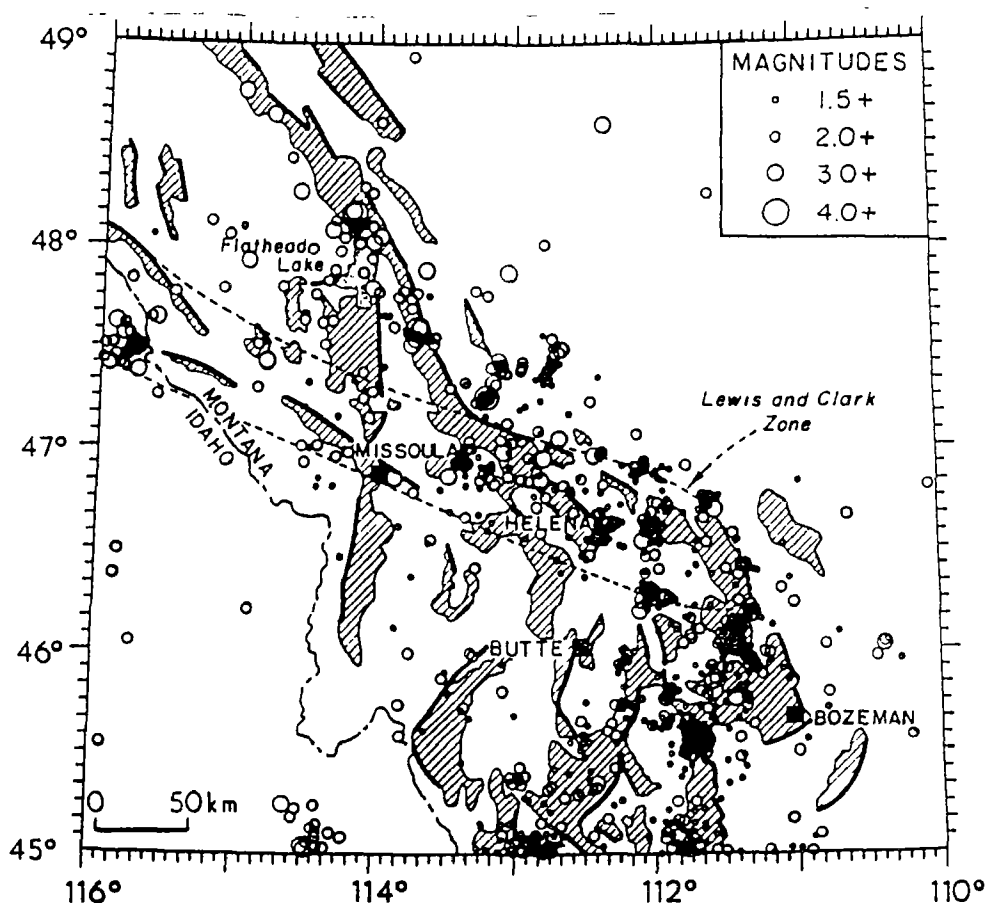 49°
MAGNITUDES
1.5+
2.0+
3.0+
4.0+
48°
Flathead
Lake
Lewis and Clark
Zone
MONTANA
IDAHO
47°
MISSOULA
HELENA
46°
BUTTE
BOZEMAN
0 50km
45°
116° 114° 112° 110°